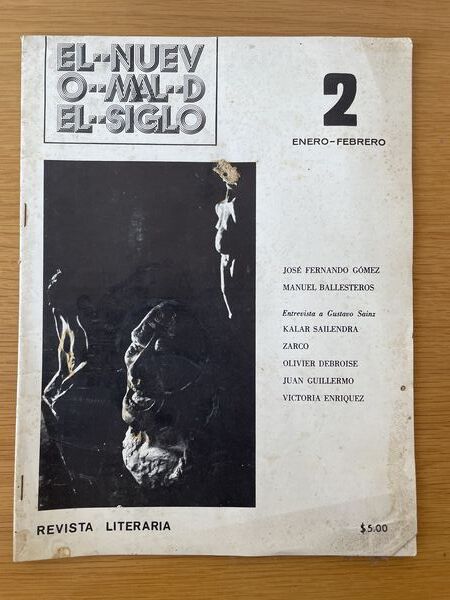 EL--NUEV
O--MAL--D
EL--SIGLO
2
ENERO-FEBRERO
JOSÉ FERNANDO GÓMEZ
MANUEL BALLESTEROS
Entrevista a Gustavo Sainz
KALAR SAILENDRA
ZARCO
OLIVIER DEBROISE
JUAN GUILLERMO
VICTORIA ENRIQUEZ
REVISTA LITERARIA
$5.00